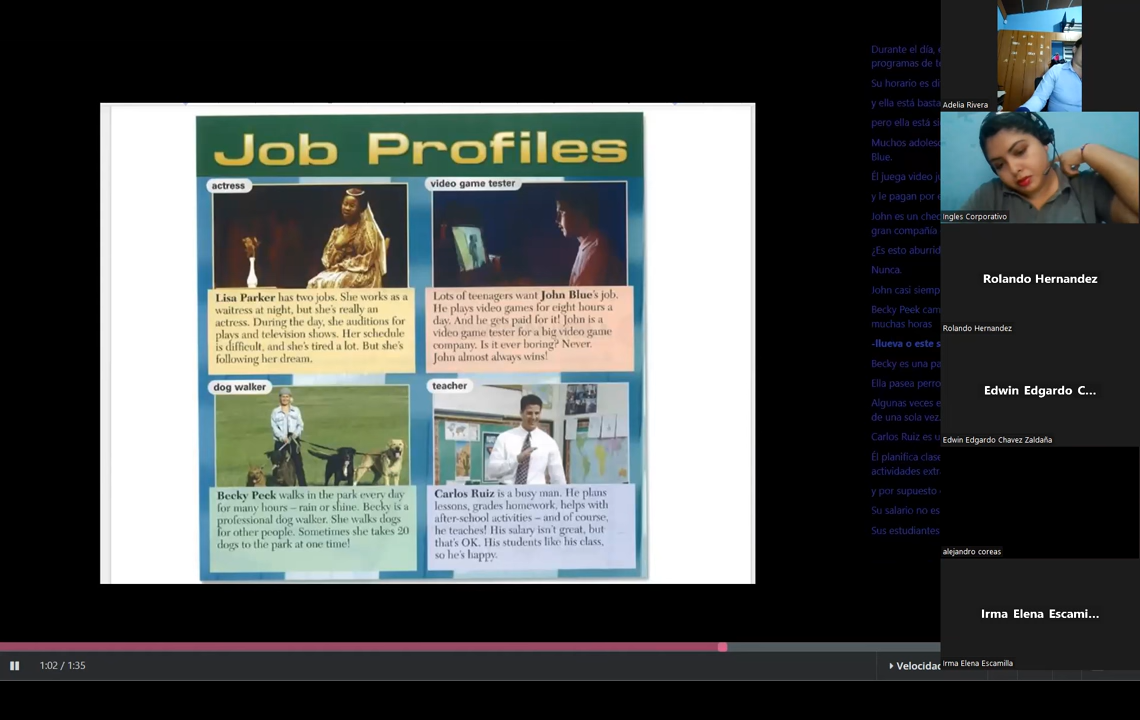 Job Profiles
actress
Lisa Parker has two jobs. She works as a
waitress at night, but she's really an
actress. During the day, she auditions for
plays and television shows. Her schedule
is difficult, and she's tired a lot. But she's
following her dream.
video game tester
Lots of teenagers want John Blue's job.
He plays video games for eight hours a
day. And he gets paid for it! John is a
video game tester for a big video game
company. Is it ever boring? Never.
John almost always wins!
dog walker
Becky Peck walks in the park every day
for many hours – rain or shine. Becky is a
professional dog walker. She walks dogs
for other people. Sometimes she takes 20
dogs to the park at one time!
teacher
Carlos Ruiz is a busy man. He plans
lessons, grades homework, helps with
after-school activities – and of course,
he teaches! His salary isn't great, but
that's OK. His students like his class,
so he's happy.
Durante el día,
programas de
Su horario es
y ella está
pero ella está
Muchos
Blue.
Él Juega video
y le pagan por
John es un
gran compañía
¿Es esto
Nunca.
John casi
Becky Peek
muchas horas
-llueva o este
Becky es una
Ella pasea
Algunas veces
de una sola vez.
Carlos Ruiz es
Él planifica
actividades
y por supuesto
Su salario no es
Sus estudiantes
Adelia Rivera
Ingles Corporativo
Rolando Hernandez
Rolando Hernandez
Edwin Edgardo C...
Edwin Edgardo Chavez Zaldaña
alejandro coreas
Irma Elena Escami...
Irma Elena Escamilla
1:02 / 1:35
Velocidad